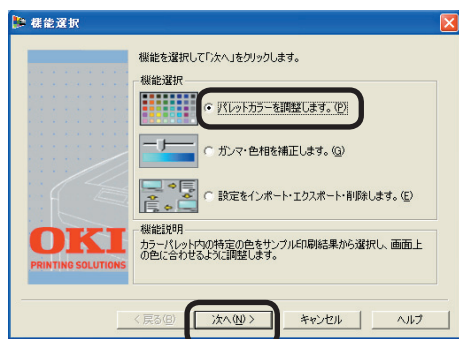 機能選択
機能を選択して「次へ」をクリックします。
機能選択
パレットカラーを調整します。(P)
ガンマ・色相を補正します。(G)
設定をインポート・エクスポート・削除します。(E)
機能説明
カラーパレット内の特定の色をサンプル印刷結果から選択し、画面上
の色に合わせるように調整します。
OKI
PRINTING SOLUTIONS
< 戻る(B)
次へ(N) >
キャンセル
ヘルプ